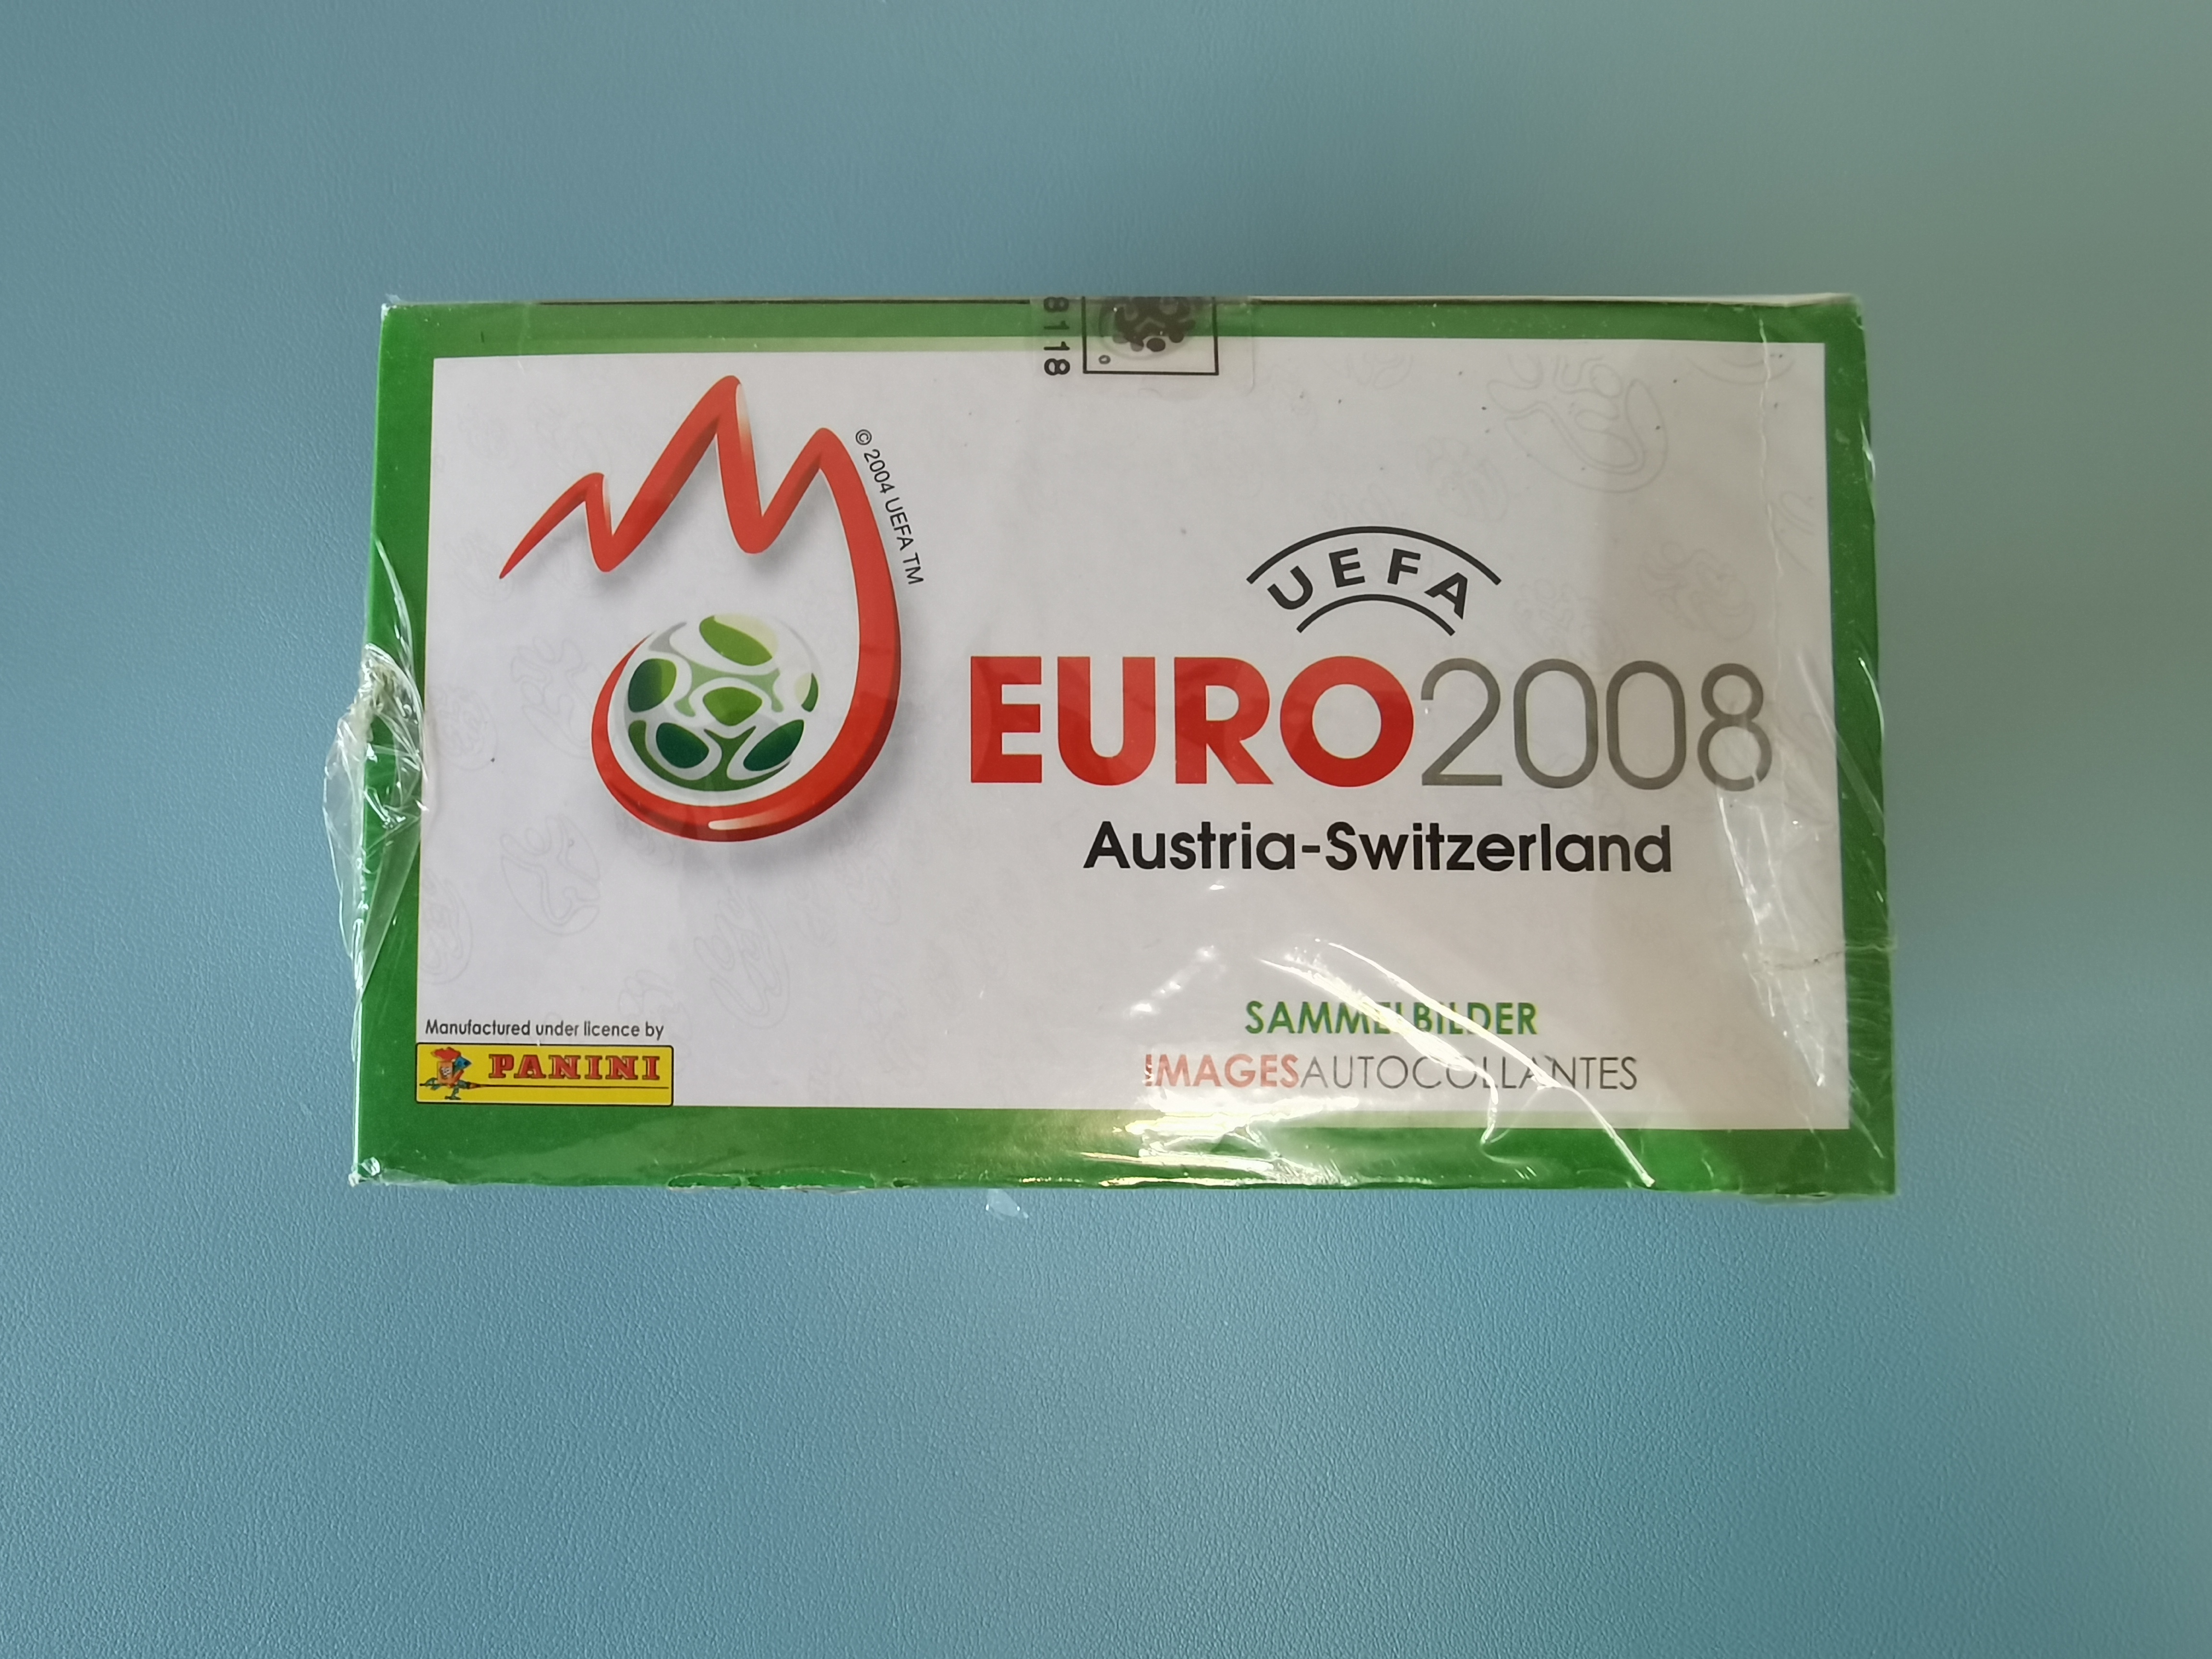 8118
© 2004 UEFA TM
UEFA
EURO2008
Austria-Switzerland
SAMMELBILDER
IMAGESAUTOCOLLANTES
Manufactured under licence by
PANINI